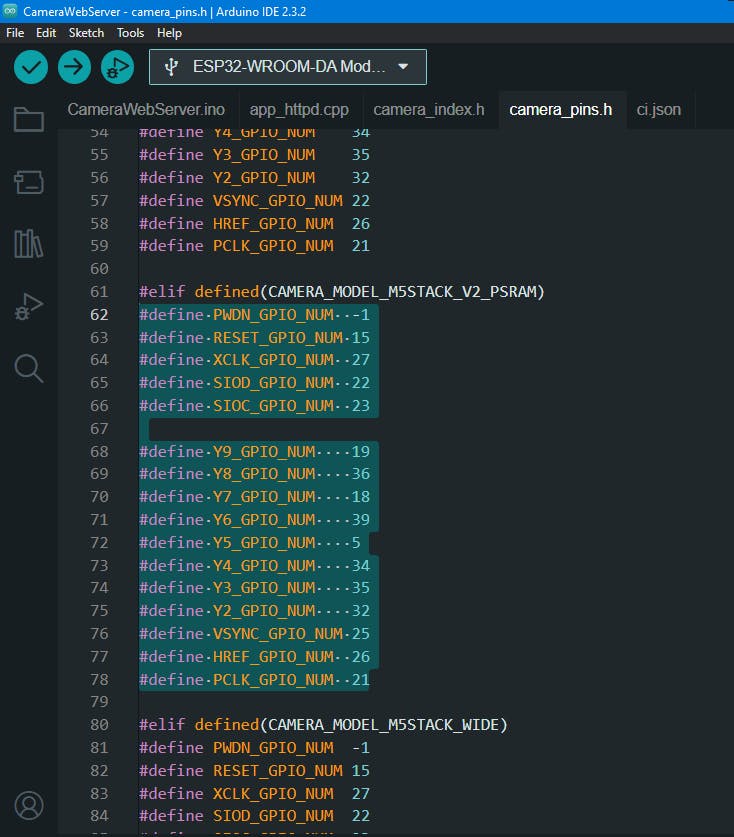 CameraWebServer - camera_pins.h | Arduino IDE 2.3.2
File Edit Sketch Tools Help
ESP32-WROOM-DA Mod...
CameraWebServer.ino app_httpd.cpp camera_index.h camera_pins.h ci.json
54 #define Y4_GPIO_NUM 34
55 #define Y3_GPIO_NUM 35
56 #define Y2_GPIO_NUM 32
57 #define VSYNC_GPIO_NUM 22
58 #define HREF_GPIO_NUM 26
59 #define PCLK_GPIO_NUM 21
60
61 #elif defined(CAMERA_MODEL_M5STACK_V2_PSRAM)
62 #define PWDN_GPIO_NUM -1
63 #define RESET_GPIO_NUM 15
64 #define XCLK_GPIO_NUM 27
65 #define SIOD_GPIO_NUM 22
66 #define SIOC_GPIO_NUM 23
67
68 #define Y9_GPIO_NUM 19
69 #define Y8_GPIO_NUM 36
70 #define Y7_GPIO_NUM 18
71 #define Y6_GPIO_NUM 39
72 #define Y5_GPIO_NUM 5
73 #define Y4_GPIO_NUM 34
74 #define Y3_GPIO_NUM 35
75 #define Y2_GPIO_NUM 32
76 #define VSYNC_GPIO_NUM 25
77 #define HREF_GPIO_NUM 26
78 #define PCLK_GPIO_NUM 21
79
80 #elif defined(CAMERA_MODEL_M5STACK_WIDE)
81 #define PWDN_GPIO_NUM -1
82 #define RESET_GPIO_NUM 15
83 #define XCLK_GPIO_NUM 27
84 #define SIOD_GPIO_NUM 22